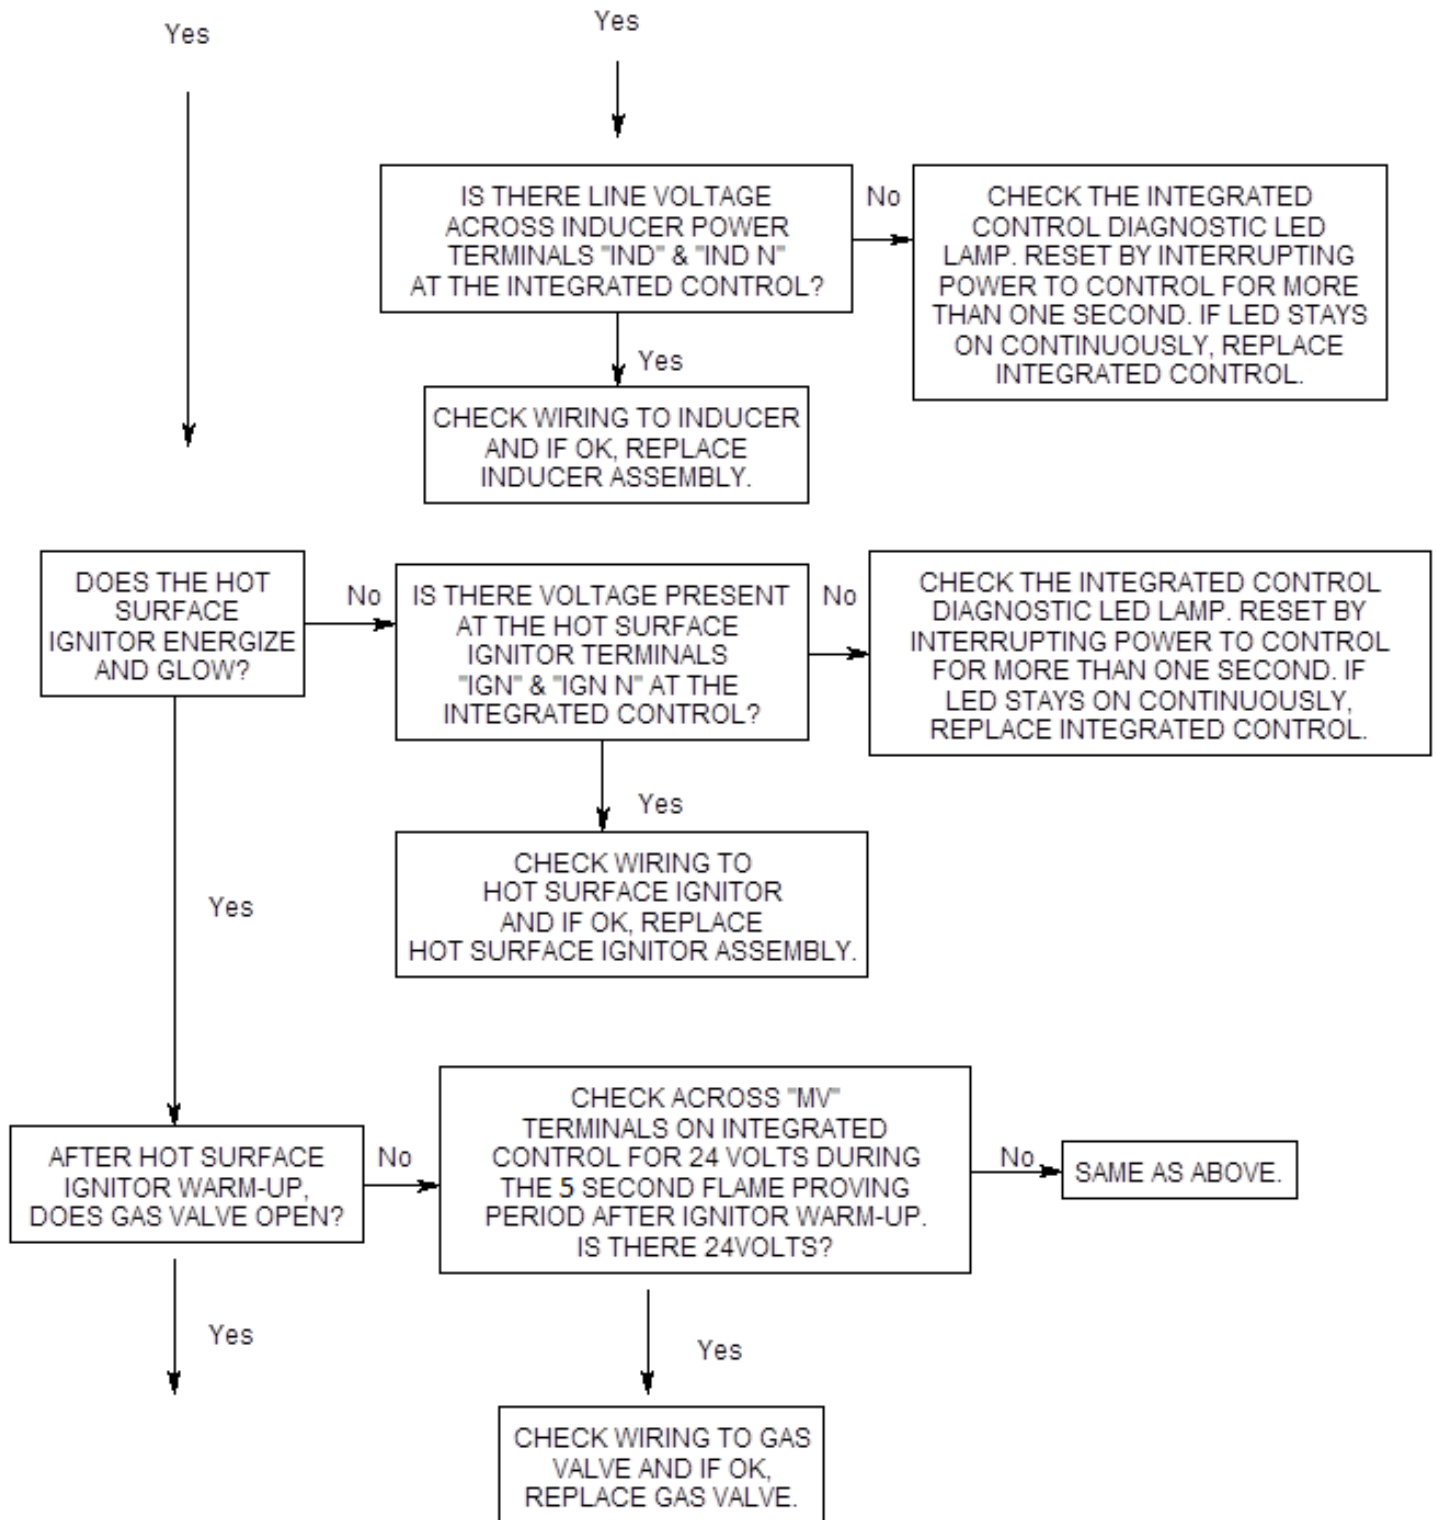 Yes
Yes
IS THERE LINE VOLTAGE
ACROSS INDUCER POWER
TERMINALS "IND" & "IND N"
AT THE INTEGRATED CONTROL?
No
CHECK THE INTEGRATED
CONTROL DIAGNOSTIC LED
LAMP. RESET BY INTERRUPTING
POWER TO CONTROL FOR MORE
THAN ONE SECOND. IF LED STAYS
ON CONTINUOUSLY, REPLACE
INTEGRATED CONTROL.
Yes
CHECK WIRING TO INDUCER
AND IF OK, REPLACE
INDUCER ASSEMBLY.
DOES THE HOT
SURFACE
IGNITOR ENERGIZE
AND GLOW?
No
IS THERE VOLTAGE PRESENT
AT THE HOT SURFACE
IGNITOR TERMINALS
"IGN" & "IGN N" AT THE
INTEGRATED CONTROL?
No
CHECK THE INTEGRATED CONTROL
DIAGNOSTIC LED LAMP. RESET BY
INTERRUPTING POWER TO CONTROL
FOR MORE THAN ONE SECOND. IF
LED STAYS ON CONTINUOUSLY,
REPLACE INTEGRATED CONTROL.
Yes
CHECK WIRING TO
HOT SURFACE IGNITOR
AND IF OK, REPLACE
HOT SURFACE IGNITOR ASSEMBLY.
Yes
AFTER HOT SURFACE
IGNITOR WARM-UP,
DOES GAS VALVE OPEN?
No
CHECK ACROSS "MV"
TERMINALS ON INTEGRATED
CONTROL FOR 24 VOLTS DURING
THE 5 SECOND FLAME PROVING
PERIOD AFTER IGNITOR WARM-UP.
IS THERE 24VOLTS?
No
SAME AS ABOVE.
Yes
Yes
CHECK WIRING TO GAS
VALVE AND IF OK,
REPLACE GAS VALVE.